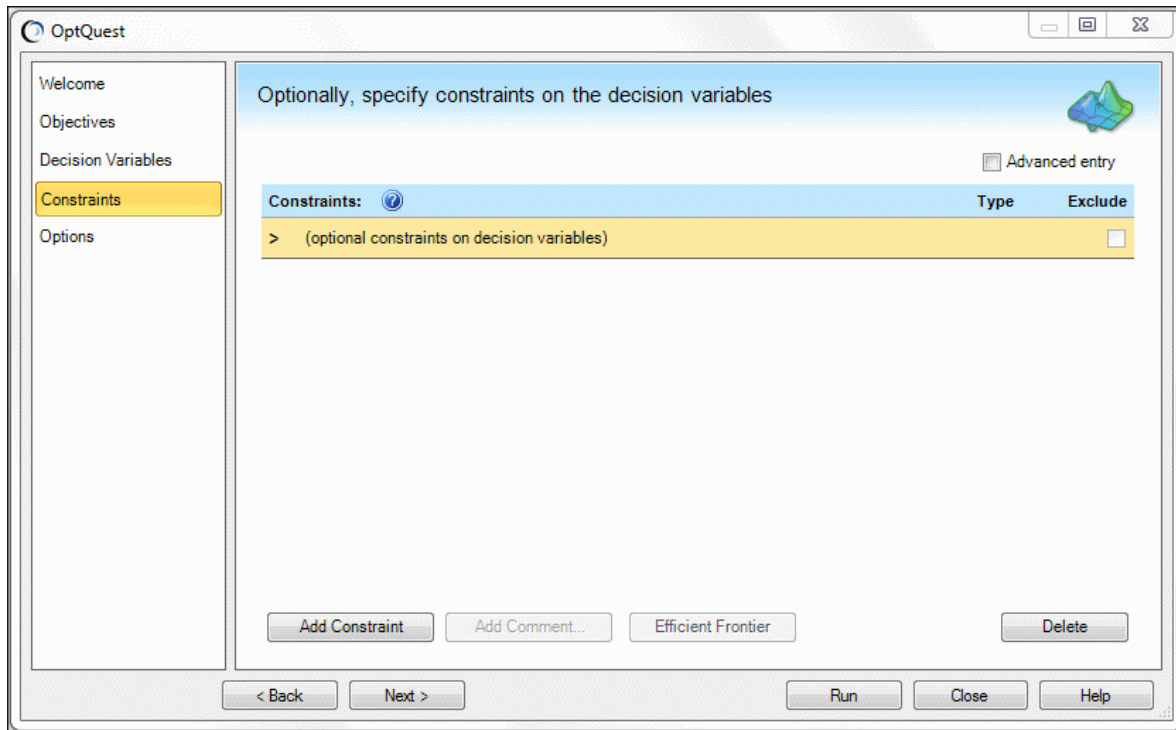 OptQuest
Welcome
Objectives
Decision Variables
Constraints
Options
Optionally, specify constraints on the decision variables
Advanced entry
Constraints: Type Exclude
> (optional constraints on decision variables)
Add Constraint Add Comment... Efficient Frontier Delete
< Back Next > Run Close Help